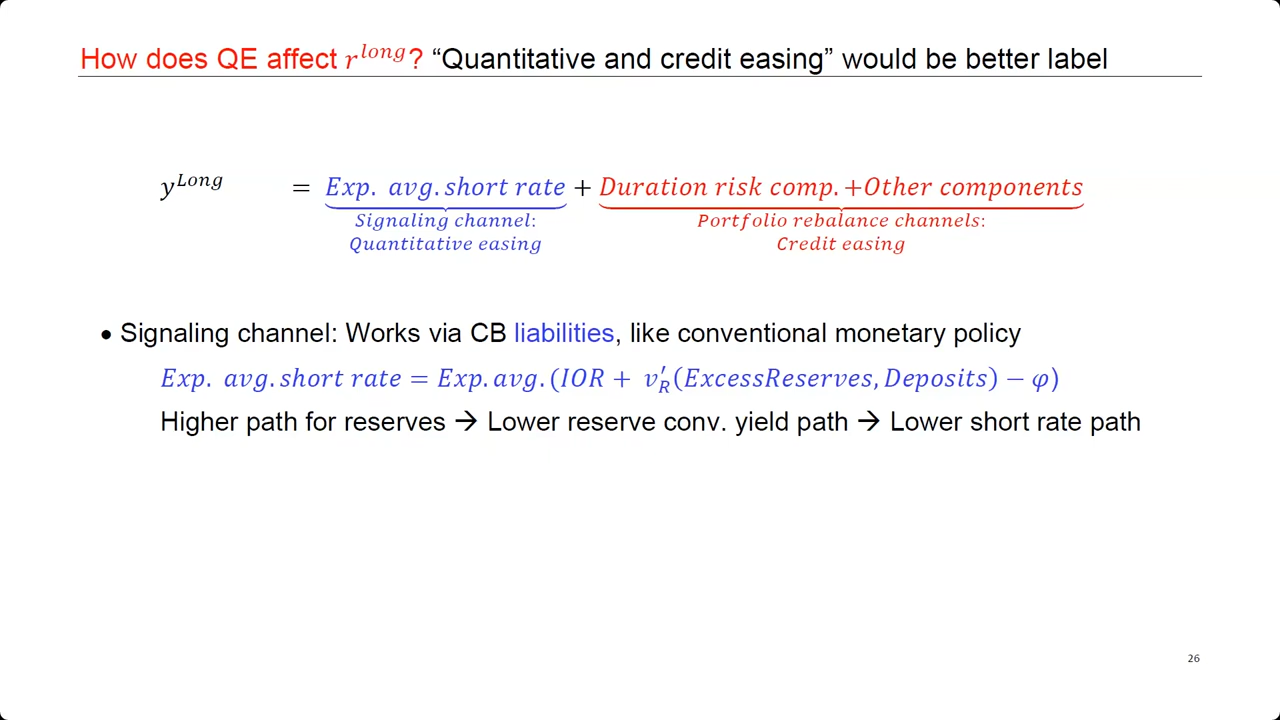 How does QE affect r^long? “Quantitative and credit easing” would be better label
y^Long = Exp. avg. short rate + Duration risk comp. +Other components
Signaling channel: Portfolio rebalance channels:
Quantitative easing Credit easing
• Signaling channel: Works via CB liabilities, like conventional monetary policy
Exp. avg. short rate = Exp. avg. (IOR + v′_R(ExcessReserves, Deposits) − φ)
Higher path for reserves → Lower reserve conv. yield path → Lower short rate path
26